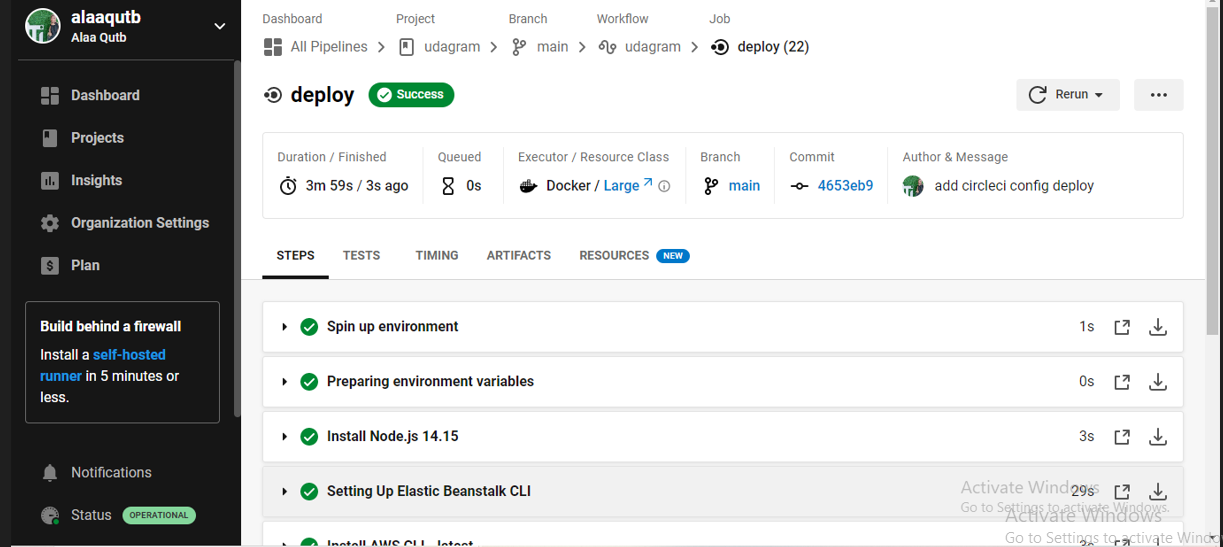 alaaqutb
Alaa Qutb
Dashboard
Projects
Insights
Organization Settings
Plan
Build behind a firewall
Install a self-hosted
runner in 5 minutes or
less.
Notifications
Status OPERATIONAL
Dashboard Project Branch Workflow Job
All Pipelines udagram main udagram deploy (22)
deploy Success Rerun
Duration / Finished Queued Executor / Resource Class Branch Commit Author & Message
3m 59s / 3s ago 0s Docker / Large main 4653eb9 add circleci config deploy
STEPS TESTS TIMING ARTIFACTS RESOURCES NEW
Spin up environment 1s
Preparing environment variables 0s
Install Node.js 14.15 3s
Setting Up Elastic Beanstalk CLI 29s
Activate Windows
Go to Settings to activate Windows.
Activate Windows
Go to Settings to activate Windo
Install AWS CLI - latest 3s